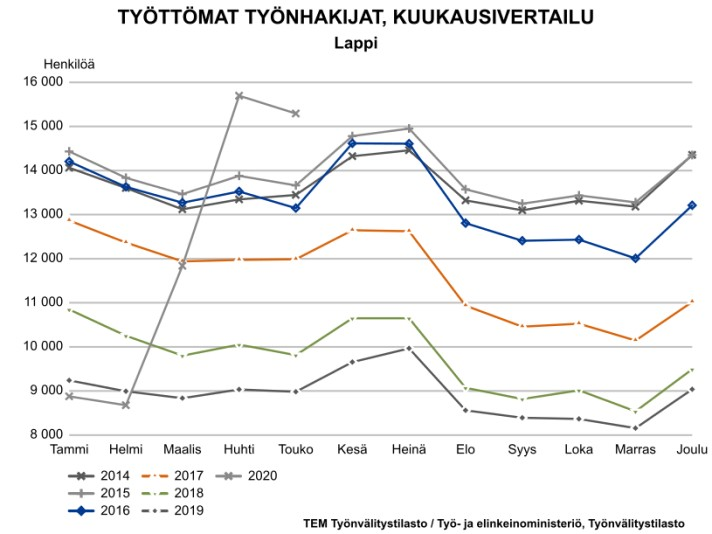 TYÖTTÖMAT TYÖNHAKIJAT, KUUKAUSIVERTAILU
Lappi
Henkilöä
16 000
15 000
14 000
13 000
12 000
11 000
10 000
9 000
8 000
Tammi Helmi Maalis Huhti Touko Kesä Heinä Elo Syys Loka Marras Joulu
2014 2017 2020
2015 2018
2016 2019
TEM Työnvälitystilasto / Työ- ja elinkeinoministeriö, Työnvälitystilasto